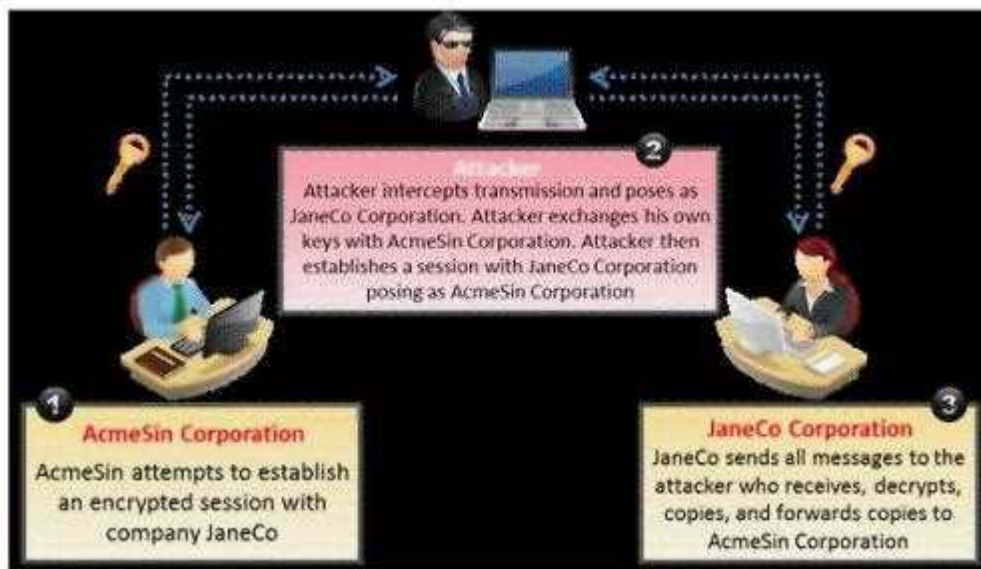 2
Attacker
Attacker intercepts transmission and poses as
JaneCo Corporation. Attacker exchanges his own
keys with AcmeSin Corporation. Attacker then
establishes a session with JaneCo Corporation
posing as AcmeSin Corporation
1
AcmeSin Corporation
AcmeSin attempts to establish
an encrypted session with
company JaneCo
3
JaneCo Corporation
JaneCo sends all messages to the
attacker who receives, decrypts,
copies, and forwards copies to
AcmeSin Corporation